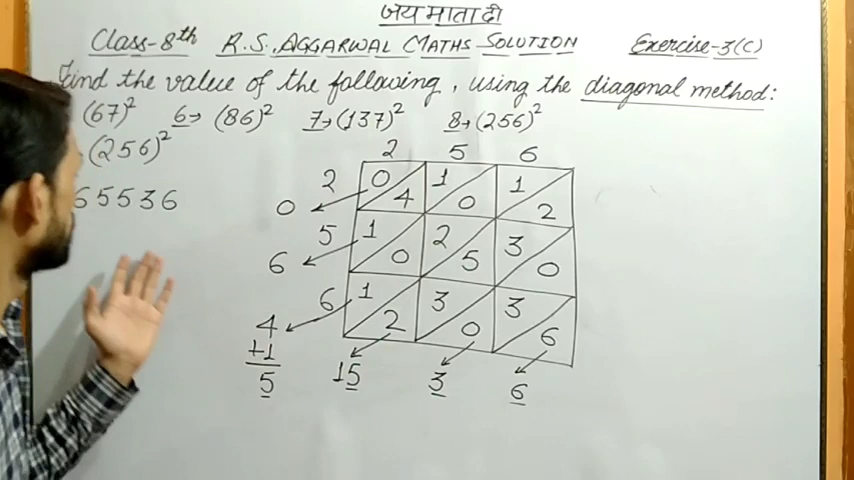 जय माता दी
Class-8th R.S. AGGARWAL MATHS SOLUTION Exercise-3(C)
Find the value of the following, using the diagonal method:
(67)² 6→ (86)² 7→ (137)² 8→ (256)²
(256)²
65536
2 5 6
2 0 4 1 0 1 2
0
5 1 0 2 5 3 0
6
6 1 2 3 0 3 6
4
+1
5 15 3 6